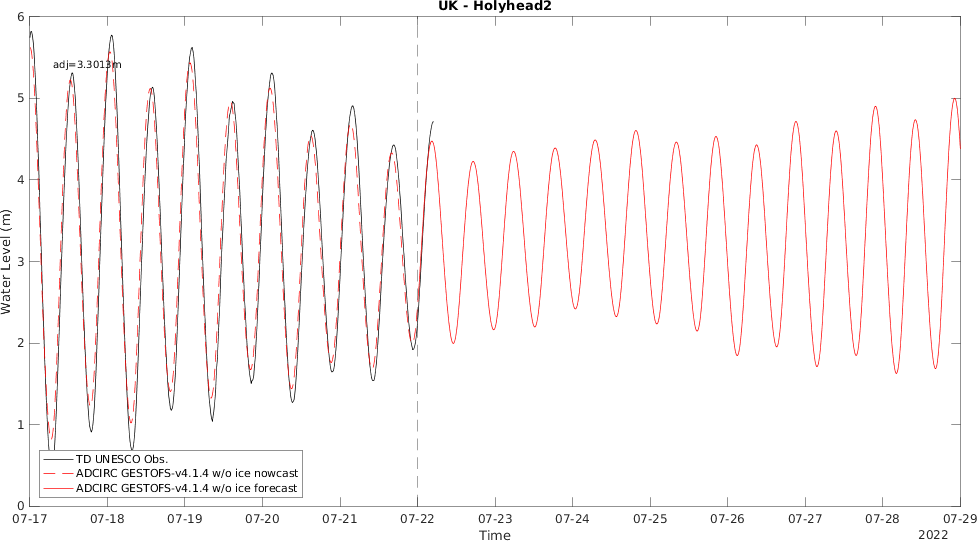 UK - Holyhead2
6
adj=3.3013m
5
4
3
2
1
0
Water Level (m)
TD UNESCO Obs.
ADCIRC GESTOFS-v4.1.4 w/o ice nowcast
ADCIRC GESTOFS-v4.1.4 w/o ice forecast
07-17 07-18 07-19 07-20 07-21 07-22 07-23 07-24 07-25 07-26 07-27 07-28 07-29
Time
2022